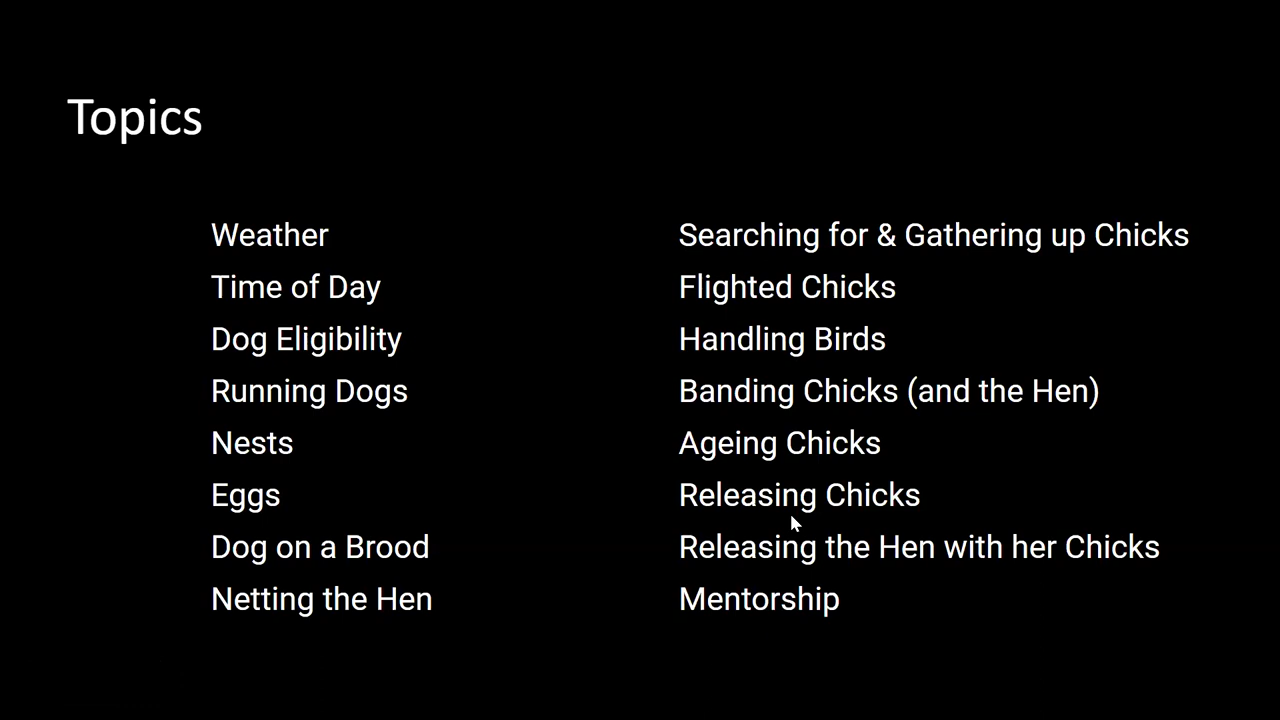 Topics
Weather
Time of Day
Dog Eligibility
Running Dogs
Nests
Eggs
Dog on a Brood
Netting the Hen
Searching for & Gathering up Chicks
Flighted Chicks
Handling Birds
Banding Chicks (and the Hen)
Ageing Chicks
Releasing Chicks
Releasing the Hen with her Chicks
Mentorship